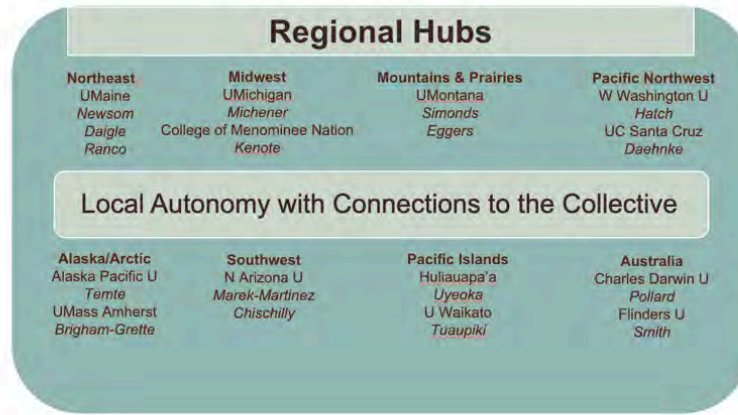 Regional Hubs
Northeast
UMaine
Newsom
Daigle
Ranco
Midwest
UMichigan
Michener
College of Menominee Nation
Kenote
Mountains & Prairies
UMontana
Simonds
Eggers
Pacific Northwest
W Washington U
Hatch
UC Santa Cruz
Daehnke
Local Autonomy with Connections to the Collective
Alaska/Arctic
Alaska Pacific U
Temte
UMass Amherst
Brigham-Grette
Southwest
N Arizona U
Marek-Martinez
Chischilly
Pacific Islands
Huliauapa'a
Uyeoka
U Waikato
Tuaupiki
Australia
Charles Darwin U
Pollard
Flinders U
Smith